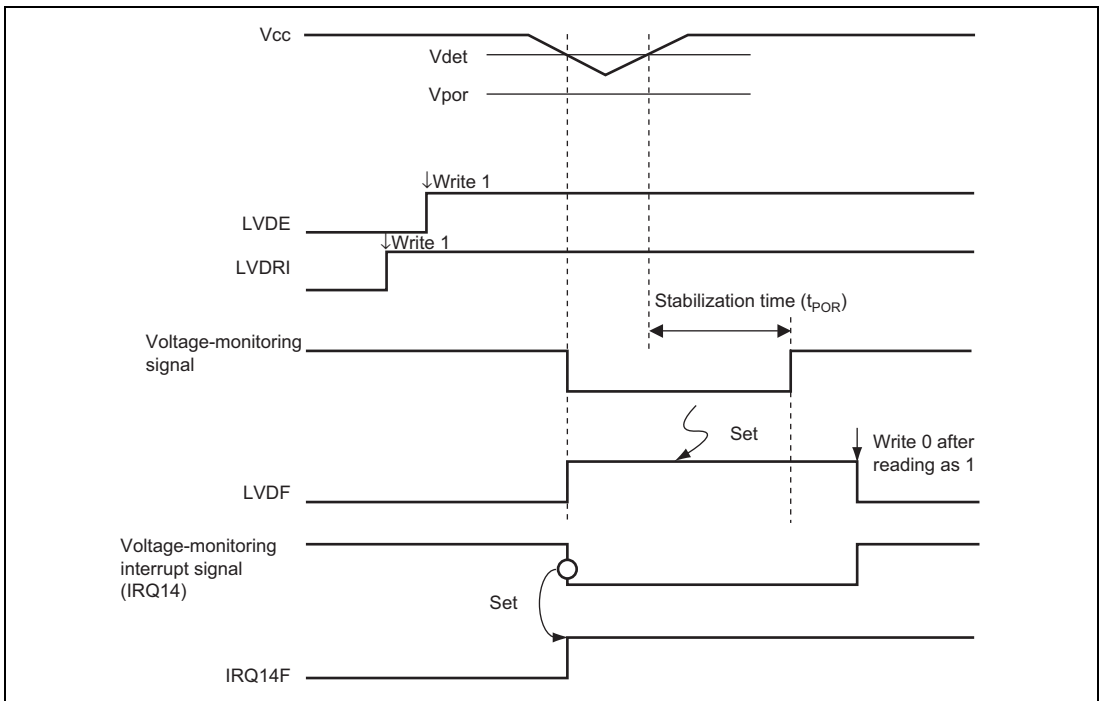 Vcc
Vdet
Vpor
↓Write 1
LVDE
↓Write 1
LVDRI
Stabilization time (tPOR)
Voltage-monitoring
signal
Set
Write 0 after
reading as 1
LVDF
Voltage-monitoring
interrupt signal
(IRQ14)
Set
IRQ14F